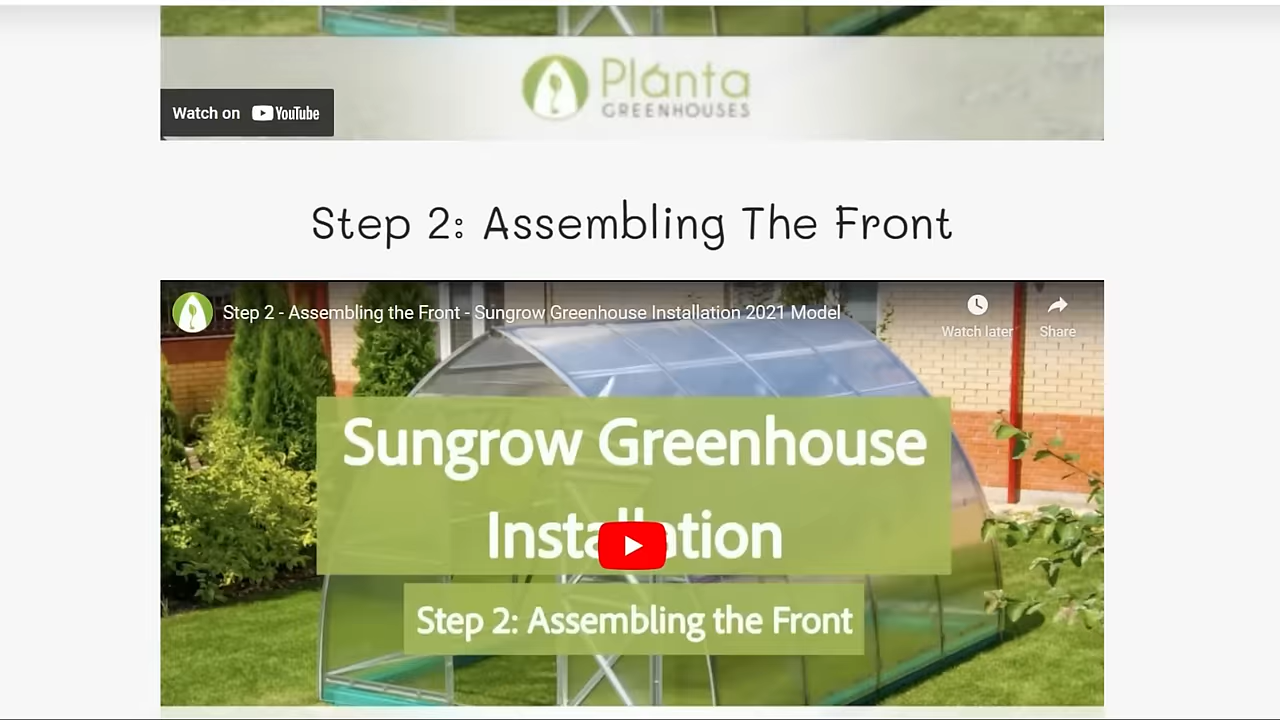 Plánta
GREENHOUSES
Watch on YouTube
Step 2: Assembling The Front
Step 2 - Assembling the Front - Sungrow Greenhouse Installation 2021 Model
Watch later
Share
Sungrow Greenhouse
Installation
Step 2: Assembling the Front